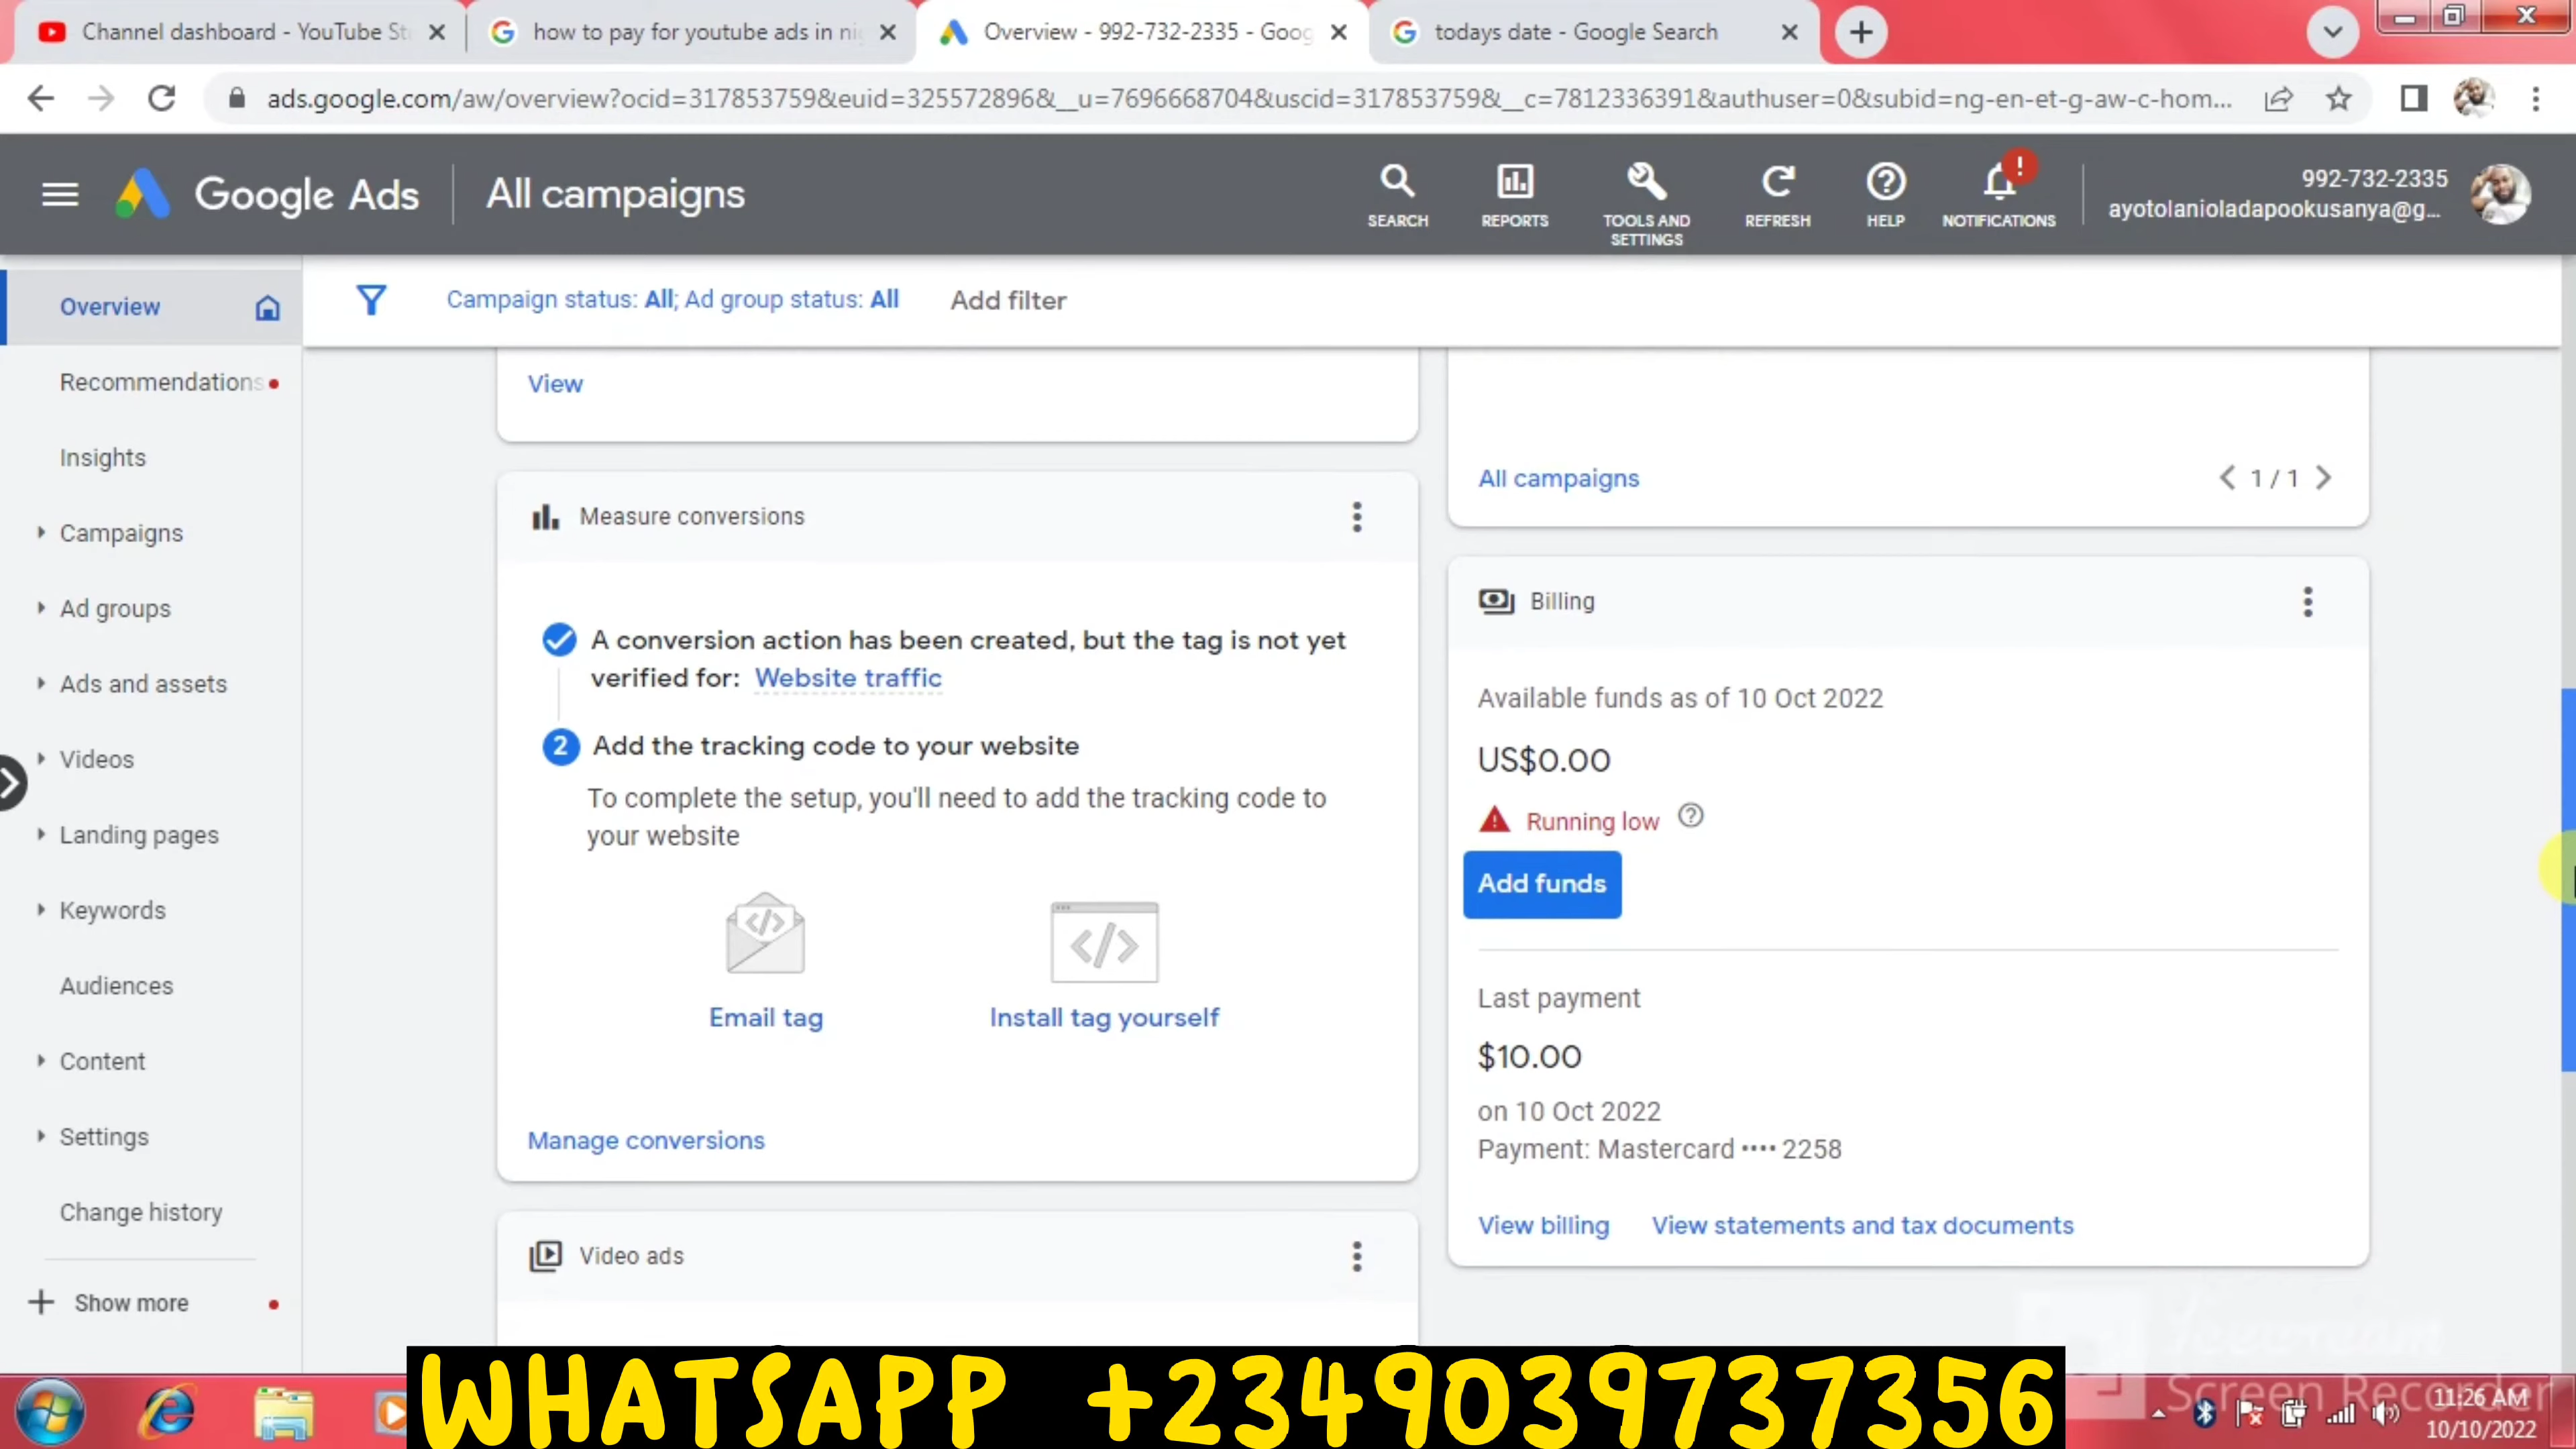 Channel dashboard - YouTube St
how to pay for youtube ads in ni
Overview - 992-732-2335 - Goog
todays date - Google Search
ads.google.com/aw/overview?ocid=317853759&euid=325572896&__u=7696668704&uscid=317853759&__c=7812336391&authuser=0&subid=ng-en-et-g-aw-c-hom...
Google Ads
All campaigns
SEARCH
REPORTS
TOOLS AND
SETTINGS
REFRESH
HELP
!
NOTIFICATIONS
992-732-2335
ayotolanioladapookusanya@g...
Overview
Recommendations
Insights
Campaigns
Ad groups
Ads and assets
Videos
Landing pages
Keywords
Audiences
Content
Settings
Change history
Show more
Campaign status: All; Ad group status: All
Add filter
View
Measure conversions
A conversion action has been created, but the tag is not yet
verified for: Website traffic
2 Add the tracking code to your website
To complete the setup, you'll need to add the tracking code to
your website
Email tag
Install tag yourself
Manage conversions
Video ads
All campaigns
1 / 1
Billing
Available funds as of 10 Oct 2022
US$0.00
Running low
Add funds
Last payment
$10.00
on 10 Oct 2022
Payment: Mastercard •••• 2258
View billing
View statements and tax documents
WHATSAPP +2349039737356
Icecream
Screen Recorder
11:26 AM
10/10/2022